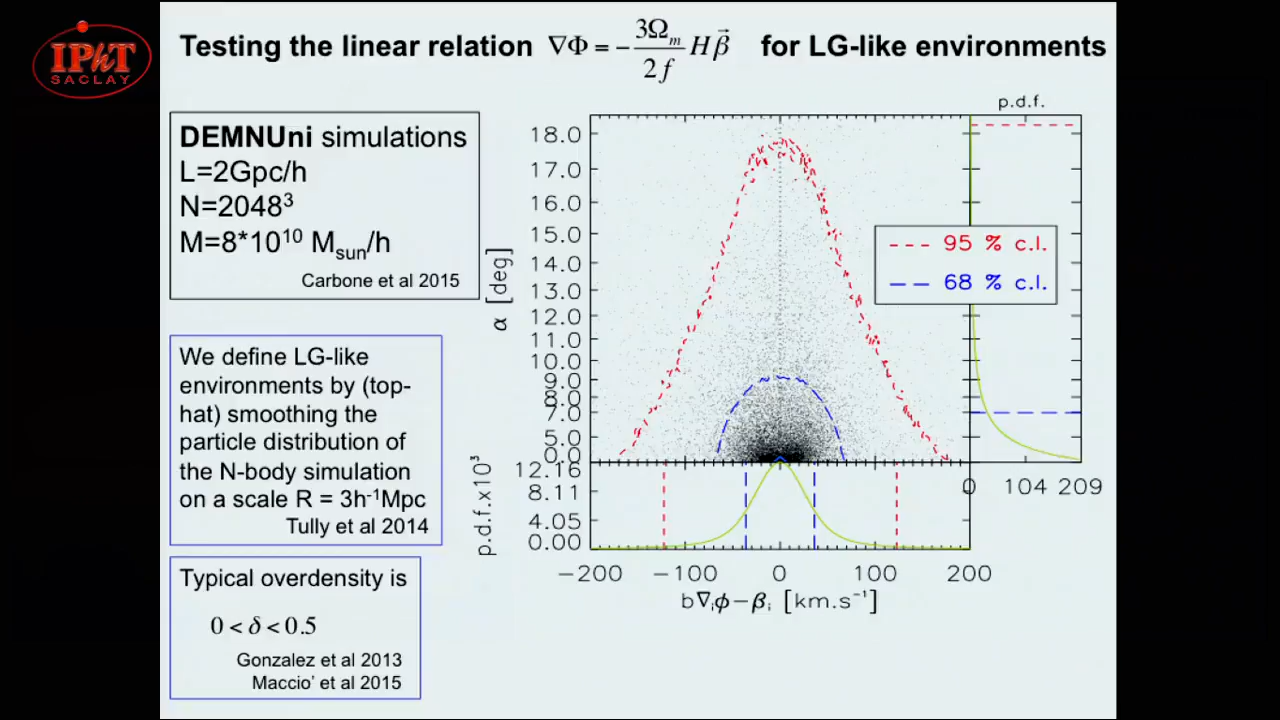 IPhT
SACLAY
Testing the linear relation ∇Φ = −3Ωₘ/2f Hβ⃗ for LG-like environments
DEMNUni simulations
L=2Gpc/h
N=2048³
M=8*10¹⁰ Msun/h
Carbone et al 2015
We define LG-like
environments by (top-
hat) smoothing the
particle distribution of
the N-body simulation
on a scale R = 3h⁻¹Mpc
Tully et al 2014
Typical overdensity is
0 < δ < 0.5
Gonzalez et al 2013
Maccio' et al 2015
p.d.f.
α [deg]
18.0
17.0
16.0
15.0
14.0
13.0
12.0
11.0
10.0
9.0
8.0
7.0
5.0
0.0
95 % c.l.
68 % c.l.
0 104 209
p.d.f.x10³
12.16
8.11
4.05
0.00
−200 −100 0 100 200
b∇ᵢϕ−βᵢ [km.s⁻¹]